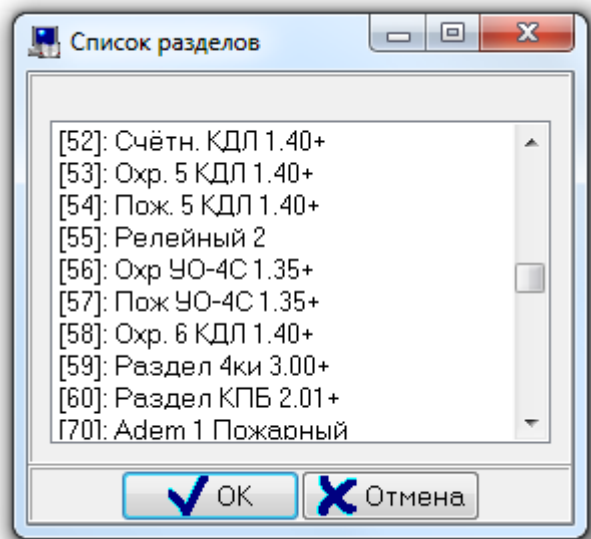 Список разделов
[52]: Счётн. КДЛ 1.40+
[53]: Охр. 5 КДЛ 1.40+
[54]: Пож. 5 КДЛ 1.40+
[55]: Релейный 2
[56]: Охр УО-4С 1.35+
[57]: Пож УО-4С 1.35+
[58]: Охр. 6 КДЛ 1.40+
[59]: Раздел 4ки 3.00+
[60]: Раздел КПБ 2.01+
[70]: Adem 1 Пожарный
OK
Отмена